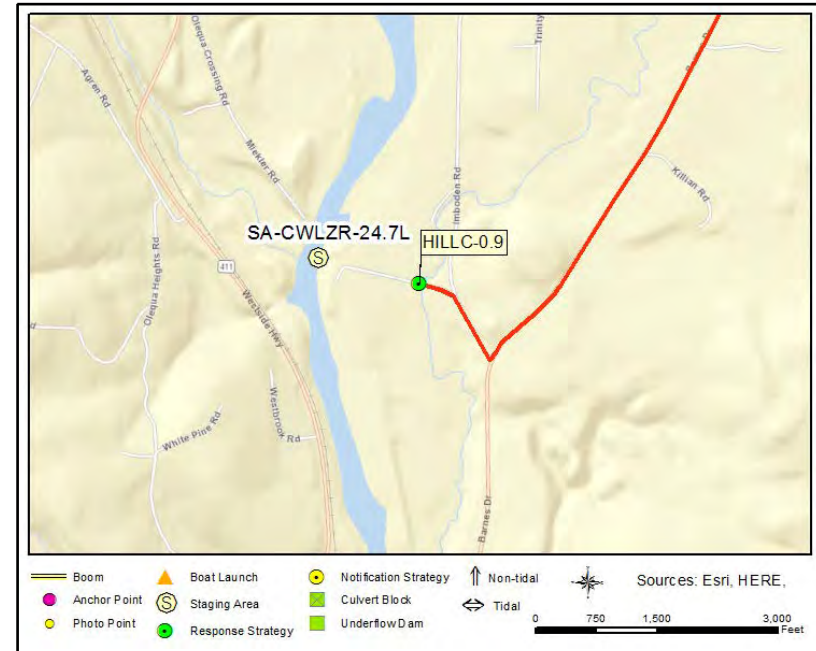 Olequa Crossing Rd
Agren Rd
Miekler Rd
Trinity
Imboden Rd
Killian Rd
SA-CWLZR-24.7L
S
HILLC-0.9
411
Westside Hwy
Olequa Heights Rd
Westbrook Rd
White Pine Rd
Barnes Dr
Boom
Anchor Point
Photo Point
Boat Launch
S Staging Area
Response Strategy
Notification Strategy
Culvert Block
Underflow Dam
Non-tidal
Tidal
Sources: Esri, HERE,
0 750 1,500 3,000
Feet